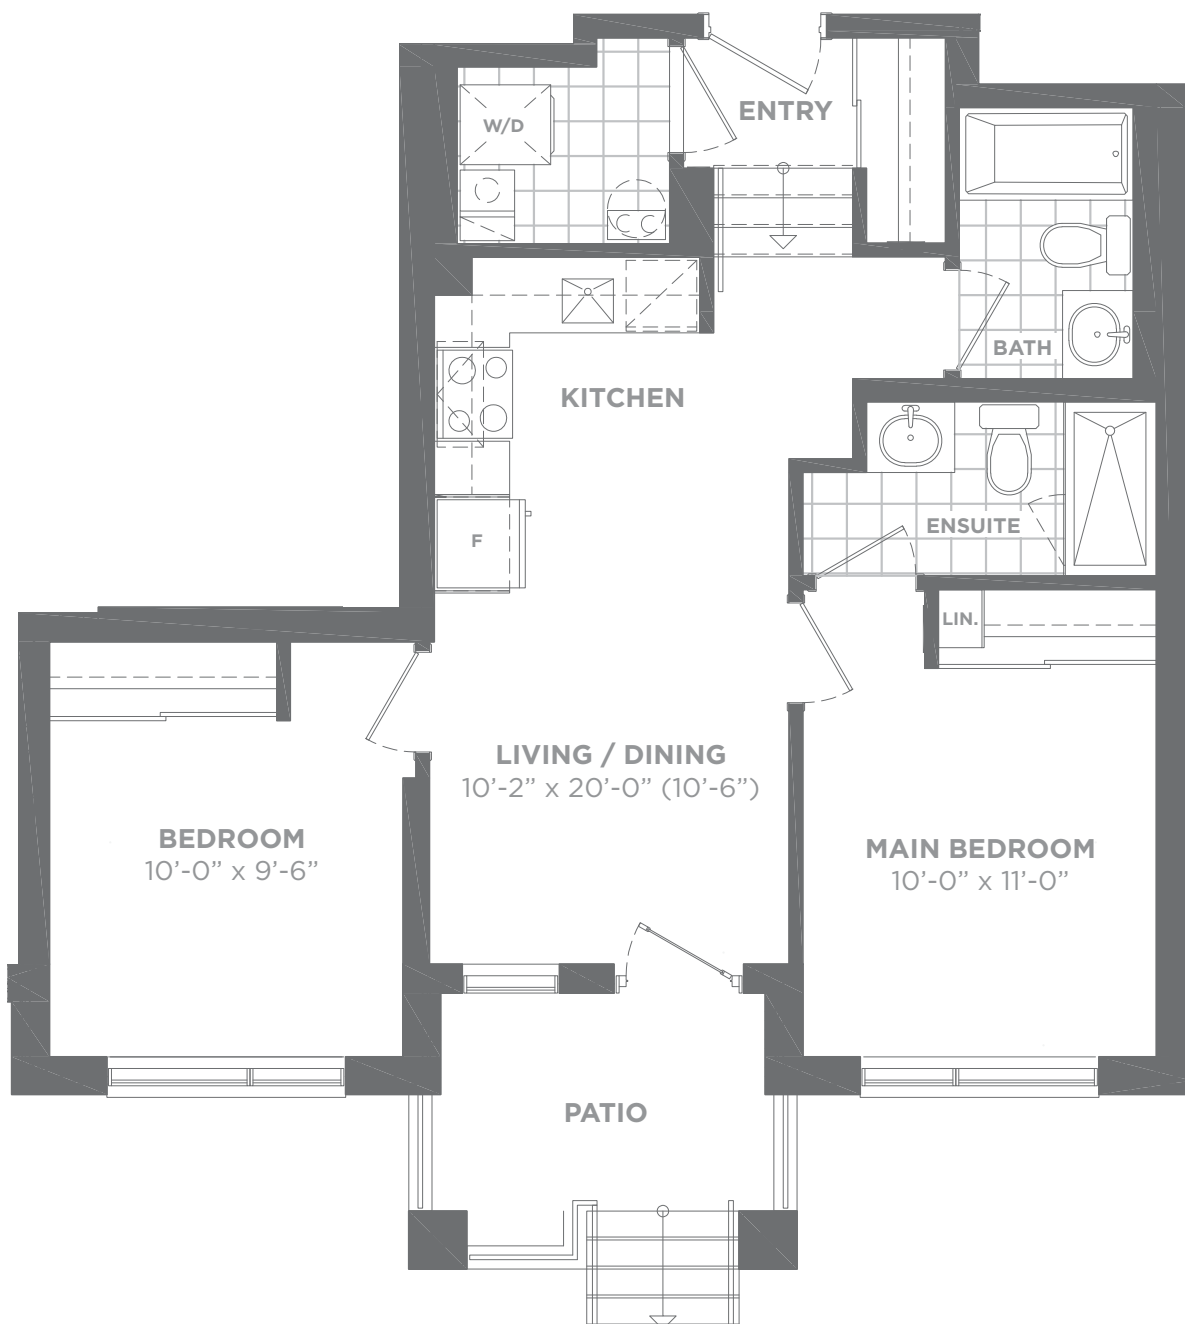 ENTRY
W/D
BATH
KITCHEN
ENSUITE
F
LIN.
LIVING / DINING
10’-2” x 20’-0” (10’-6”)
BEDROOM
10’-0” x 9’-6”
MAIN BEDROOM
10’-0” x 11’-0”
PATIO